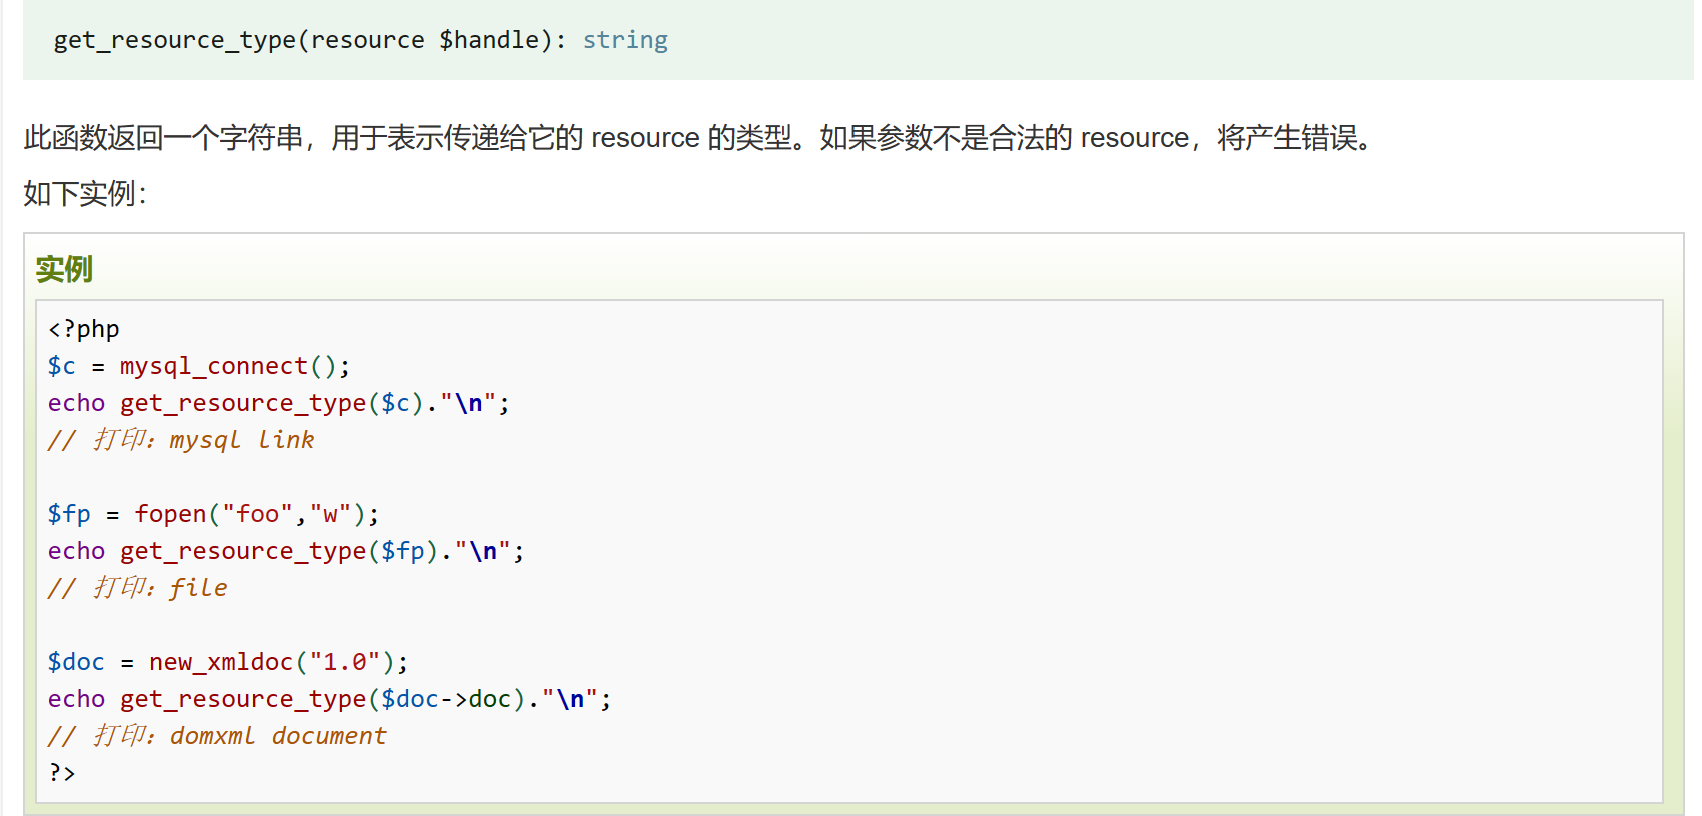 get_resource_type(resource $handle): string
此函数返回一个字符串，用于表示传递给它的 resource 的类型。如果参数不是合法的 resource，将产生错误。
如下实例：
实例
<?php
$c = mysql_connect();
echo get_resource_type($c)."\n";
// 打印：mysql link
$fp = fopen("foo","w");
echo get_resource_type($fp)."\n";
// 打印：file
$doc = new_xmldoc("1.0");
echo get_resource_type($doc->doc)."\n";
// 打印：domxml document
?>